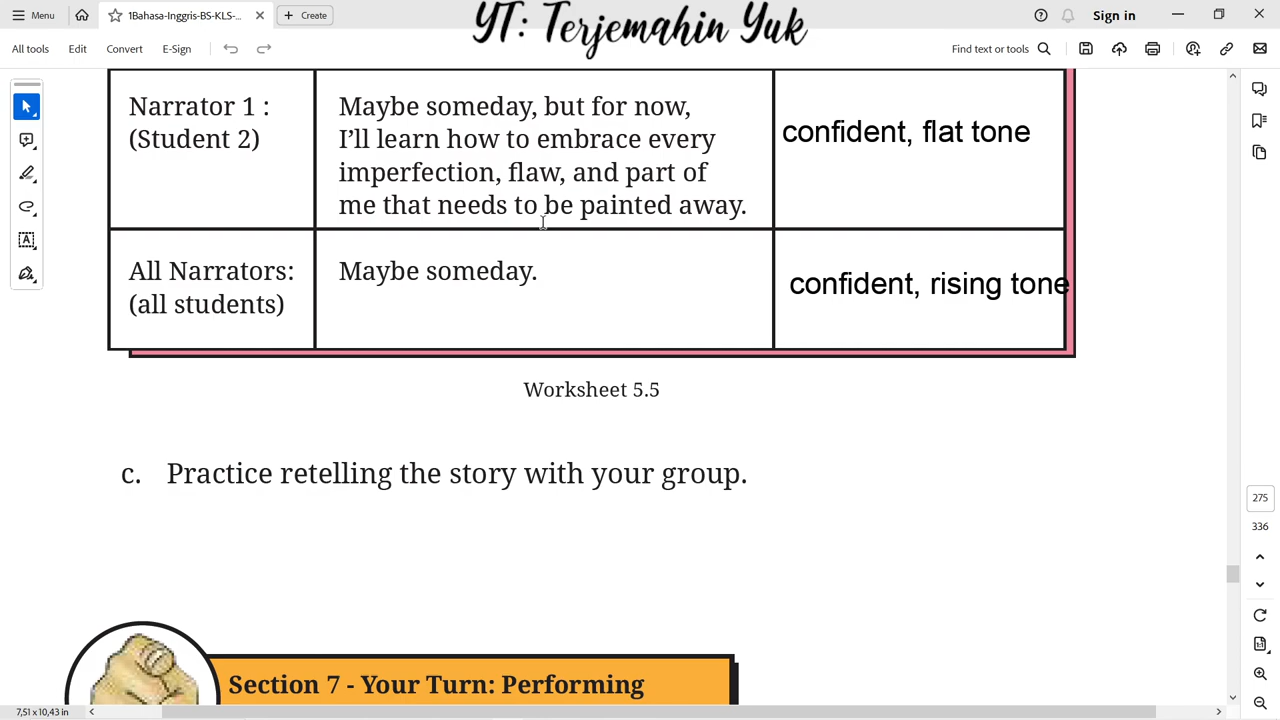 Menu
1Bahasa-Inggris-BS-KLS-...
Create
YT: Terjemahin Yuk
Sign in
All tools
Edit
Convert
E-Sign
Find text or tools
Narrator 1 :
(Student 2)
Maybe someday, but for now,
I’ll learn how to embrace every
imperfection, flaw, and part of
me that needs to be painted away.
confident, flat tone
All Narrators:
(all students)
Maybe someday.
confident, rising tone
Worksheet 5.5
c. Practice retelling the story with your group.
Section 7 - Your Turn: Performing
275
336
7,51 x 10,43 in